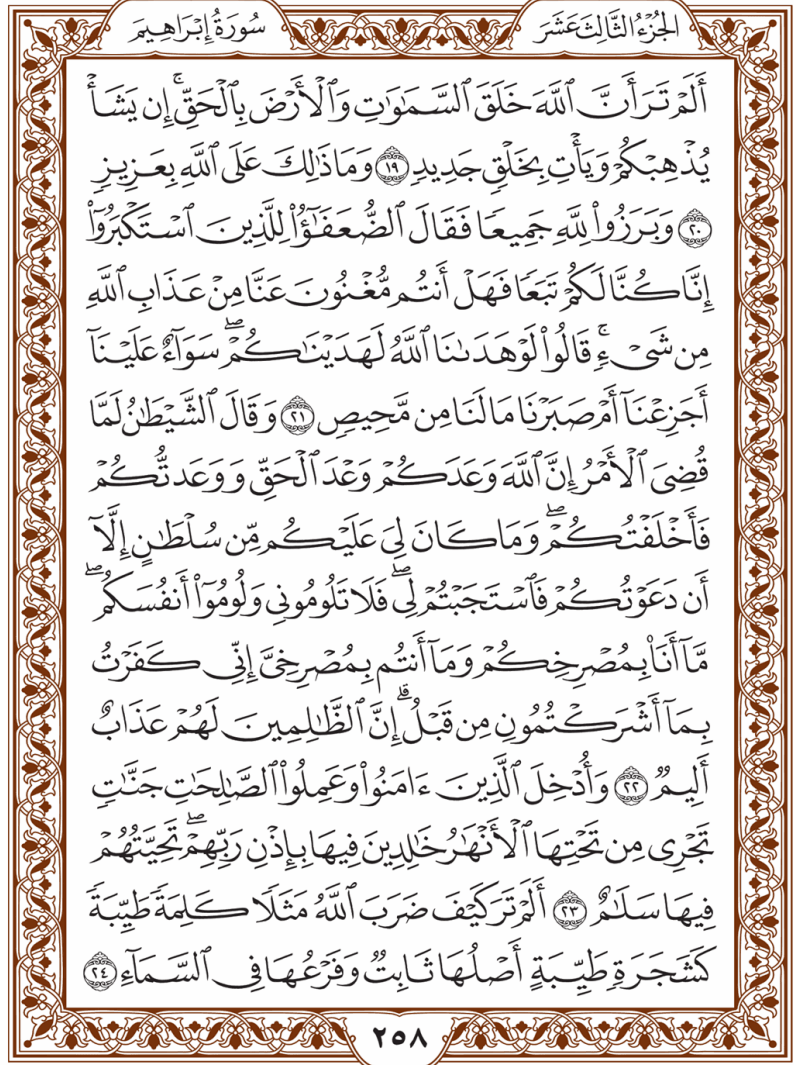 سُورَةُ إِبْرَاهِيمَ
الجُزْءُ الثَّالِثَ عَشَرَ
أَلَمْ تَرَ أَنَّ ٱللَّهَ خَلَقَ ٱلسَّمَٰوَٰتِ وَٱلْأَرْضَ بِٱلْحَقِّۚ إِن يَشَأْ
يُذْهِبْكُمْ وَيَأْتِ بِخَلْقٍ جَدِيدٍ ١٩ وَمَا ذَٰلِكَ عَلَى ٱللَّهِ بِعَزِيزٍ
٢٠ وَبَرَزُوا۟ لِلَّهِ جَمِيعًا فَقَالَ ٱلضُّعَفَٰٓؤُا۟ لِلَّذِينَ ٱسْتَكْبَرُوٓا۟
إِنَّا كُنَّا لَكُمْ تَبَعًا فَهَلْ أَنتُم مُّغْنُونَ عَنَّا مِنْ عَذَابِ ٱللَّهِ
مِن شَىْءٍۚ قَالُوا۟ لَوْ هَدَىٰنَا ٱللَّهُ لَهَدَيْنَٰكُمْۖ سَوَآءٌ عَلَيْنَآ
أَجَزِعْنَآ أَمْ صَبَرْنَا مَا لَنَا مِن مَّحِيصٍ ٢١ وَقَالَ ٱلشَّيْطَٰنُ لَمَّا
قُضِىَ ٱلْأَمْرُ إِنَّ ٱللَّهَ وَعَدَكُمْ وَعْدَ ٱلْحَقِّ وَوَعَدتُّكُمْ
فَأَخْلَفْتُكُمْۖ وَمَا كَانَ لِىَ عَلَيْكُم مِّن سُلْطَٰنٍ إِلَّآ
أَن دَعَوْتُكُمْ فَٱسْتَجَبْتُمْ لِىۖ فَلَا تَلُومُونِى وَلُومُوٓا۟ أَنفُسَكُمۖ
مَّآ أَنَا۠ بِمُصْرِخِكُمْ وَمَآ أَنتُم بِمُصْرِخِىَّ إِنِّى كَفَرْتُ
بِمَآ أَشْرَكْتُمُونِ مِن قَبْلُۗ إِنَّ ٱلظَّٰلِمِينَ لَهُمْ عَذَابٌ
أَلِيمٌ ٢٢ وَأُدْخِلَ ٱلَّذِينَ ءَامَنُوا۟ وَعَمِلُوا۟ ٱلصَّٰلِحَٰتِ جَنَّٰتٍ
تَجْرِى مِن تَحْتِهَا ٱلْأَنْهَٰرُ خَٰلِدِينَ فِيهَا بِإِذْنِ رَبِّهِمْۖ تَحِيَّتُهُمْ
فِيهَا سَلَٰمٌ ٢٣ أَلَمْ تَرَ كَيْفَ ضَرَبَ ٱللَّهُ مَثَلًا كَلِمَةً طَيِّبَةً
كَشَجَرَةٍ طَيِّبَةٍ أَصْلُهَا ثَابِتٌ وَفَرْعُهَا فِى ٱلسَّمَآءِ ٢٤
٢٥٨